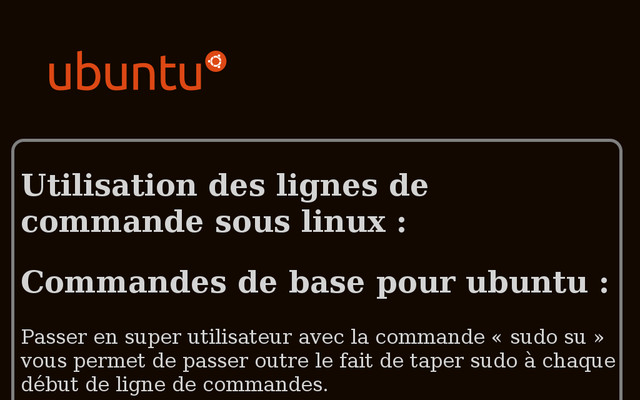 ubuntu
Utilisation des lignes de
commande sous linux :
Commandes de base pour ubuntu :
Passer en super utilisateur avec la commande « sudo su »
vous permet de passer outre le fait de taper sudo à chaque
début de ligne de commandes.